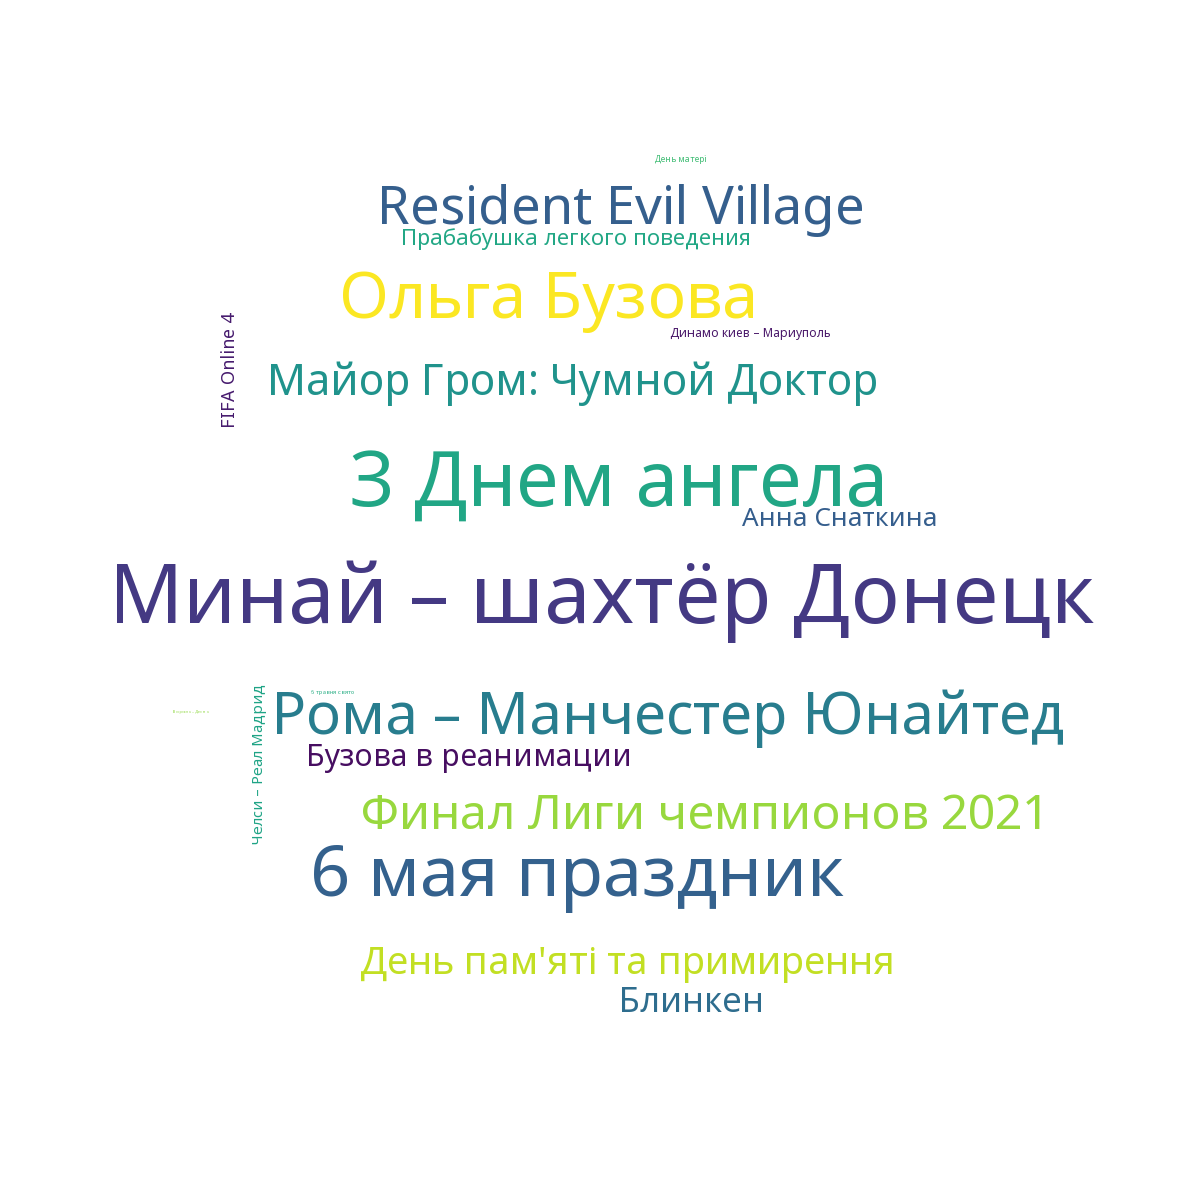 День матері
Resident Evil Village
Прабабушка легкого поведения
Ольга Бузова
FIFA Online 4
Динамо киев – Мариуполь
Майор Гром: Чумной Доктор
З Днем ангела
Анна Снаткина
Минай – шахтёр Донецк
Челси – Реал Мадрид
6 травня свято
Рома – Манчестер Юнайтед
Бузова в реанимации
Финал Лиги чемпионов 2021
6 мая праздник
День пам'яті та примирення
Блинкен